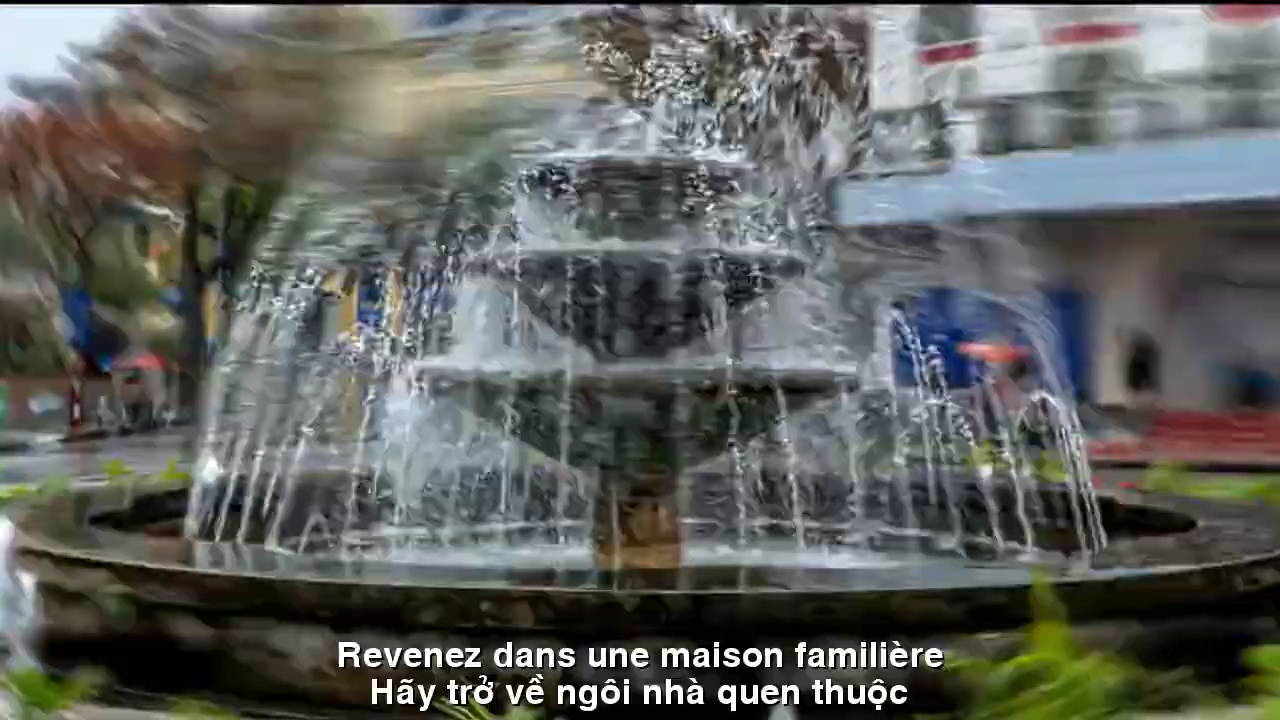 Revenez dans une maison familière
Hãy trở về ngôi nhà quen thuộc